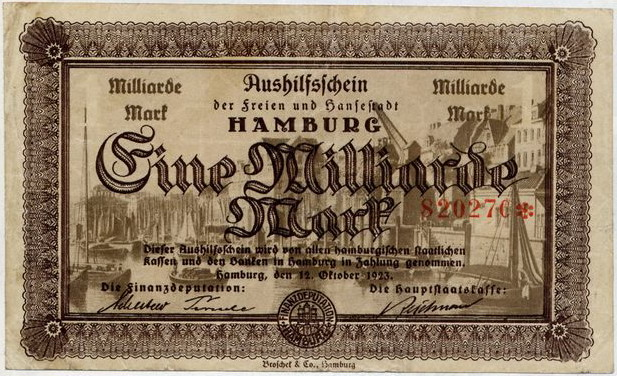 Milliarde Mark
Aushilfsschein
Milliarde Mark
der Freien und Hansestadt
HAMBURG
Eine Milliarde
Mark
820276*
Dieser Aushilfsschein wird von allen hamburgischen staatlichen
Kassen und den Banken in Hamburg in Zahlung genommen.
Hamburg, den 12. Oktober 1923.
Die Finanzdeputation:
Die Hauptstaatskasse:
FINANZDEPUTATION HAMBURG
Broschek & Co., Hamburg